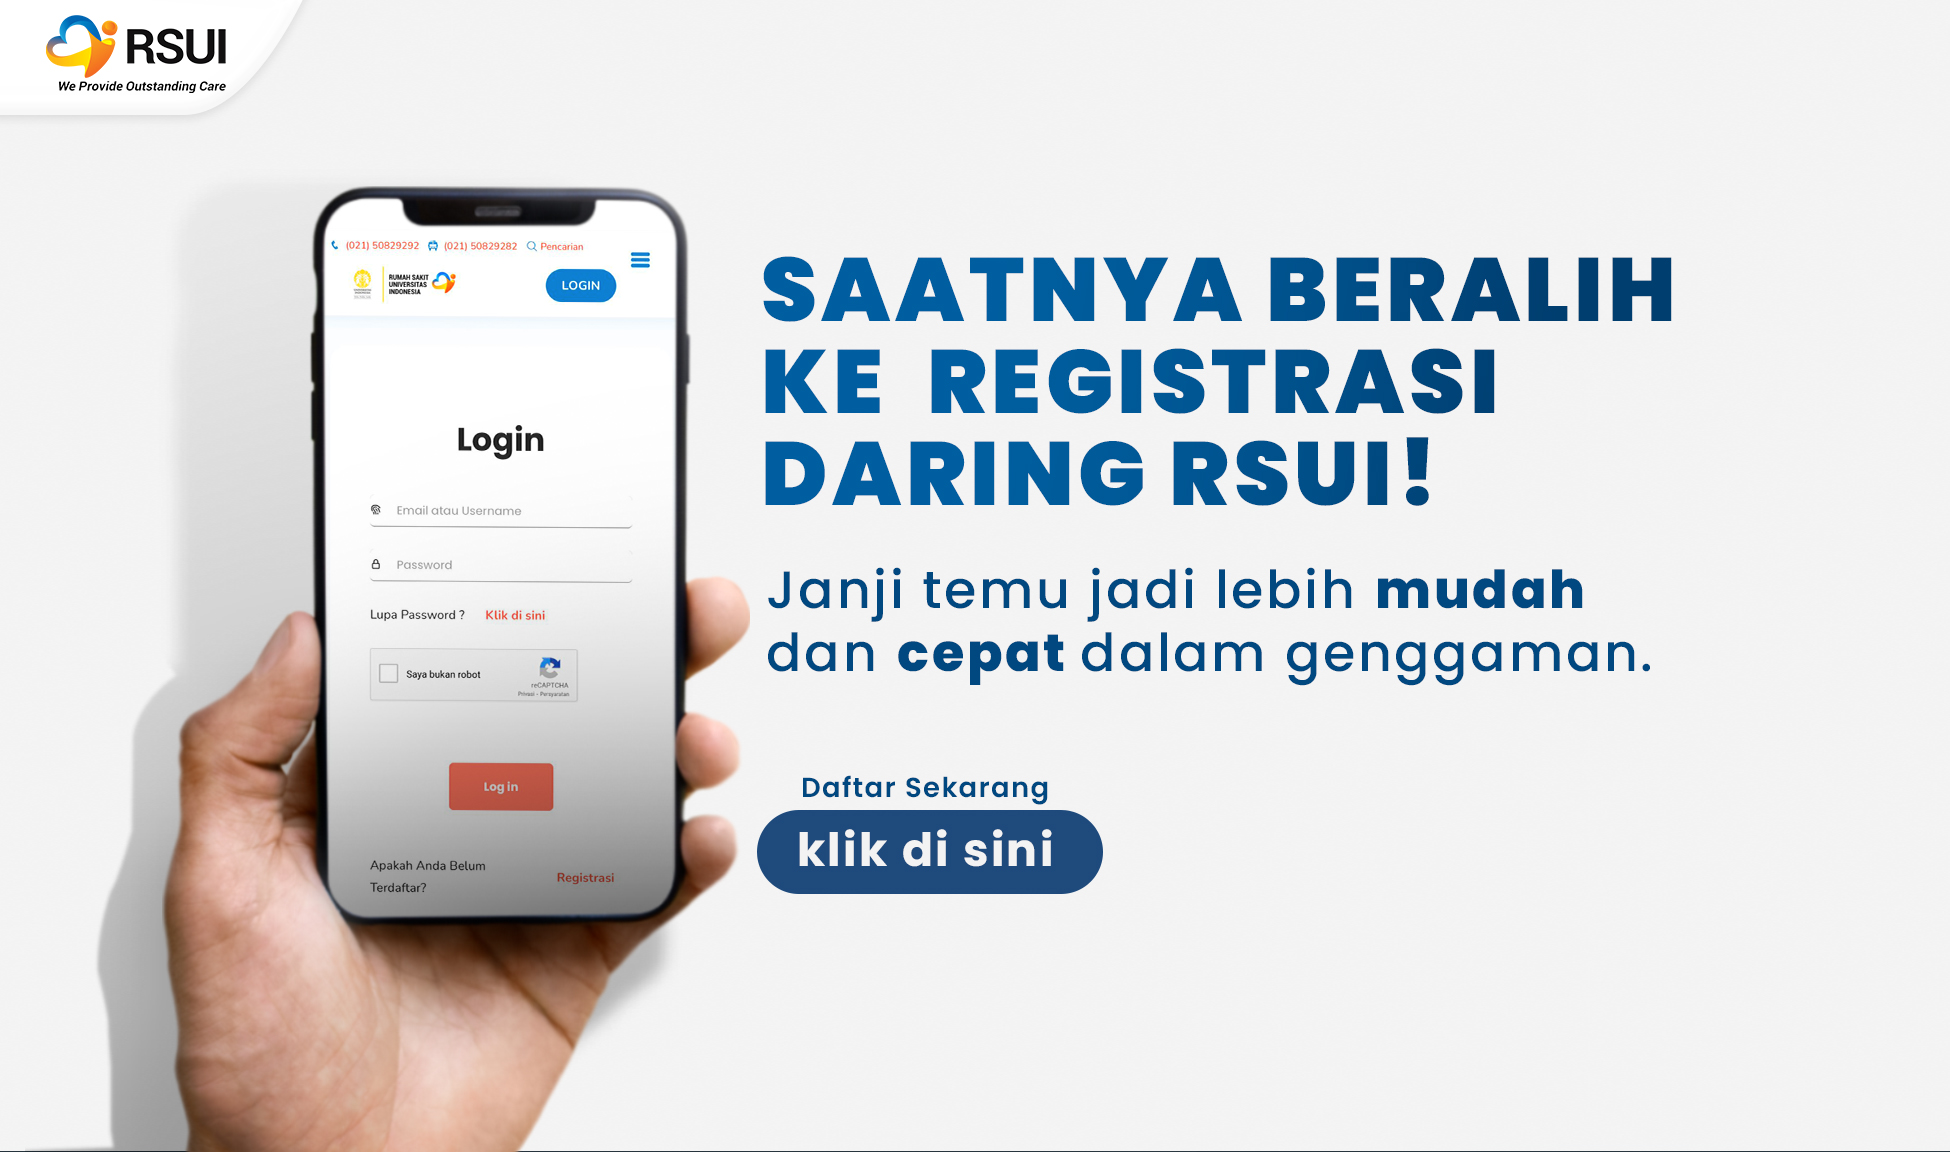 RSUI
We Provide Outstanding Care
(021) 50829292 (021) 50829282 Pencarian
RUMAH SAKIT
UNIVERSITAS
INDONESIA
LOGIN
Login
Email atau Username
Password
Lupa Password ? Klik di sini
Saya bukan robot
reCAPTCHA
Privasi - Persyaratan
Log in
Apakah Anda Belum
Terdaftar?
Registrasi
SAATNYA BERALIH
KE REGISTRASI
DARING RSUI!
Janji temu jadi lebih mudah
dan cepat dalam genggaman.
Daftar Sekarang
klik di sini